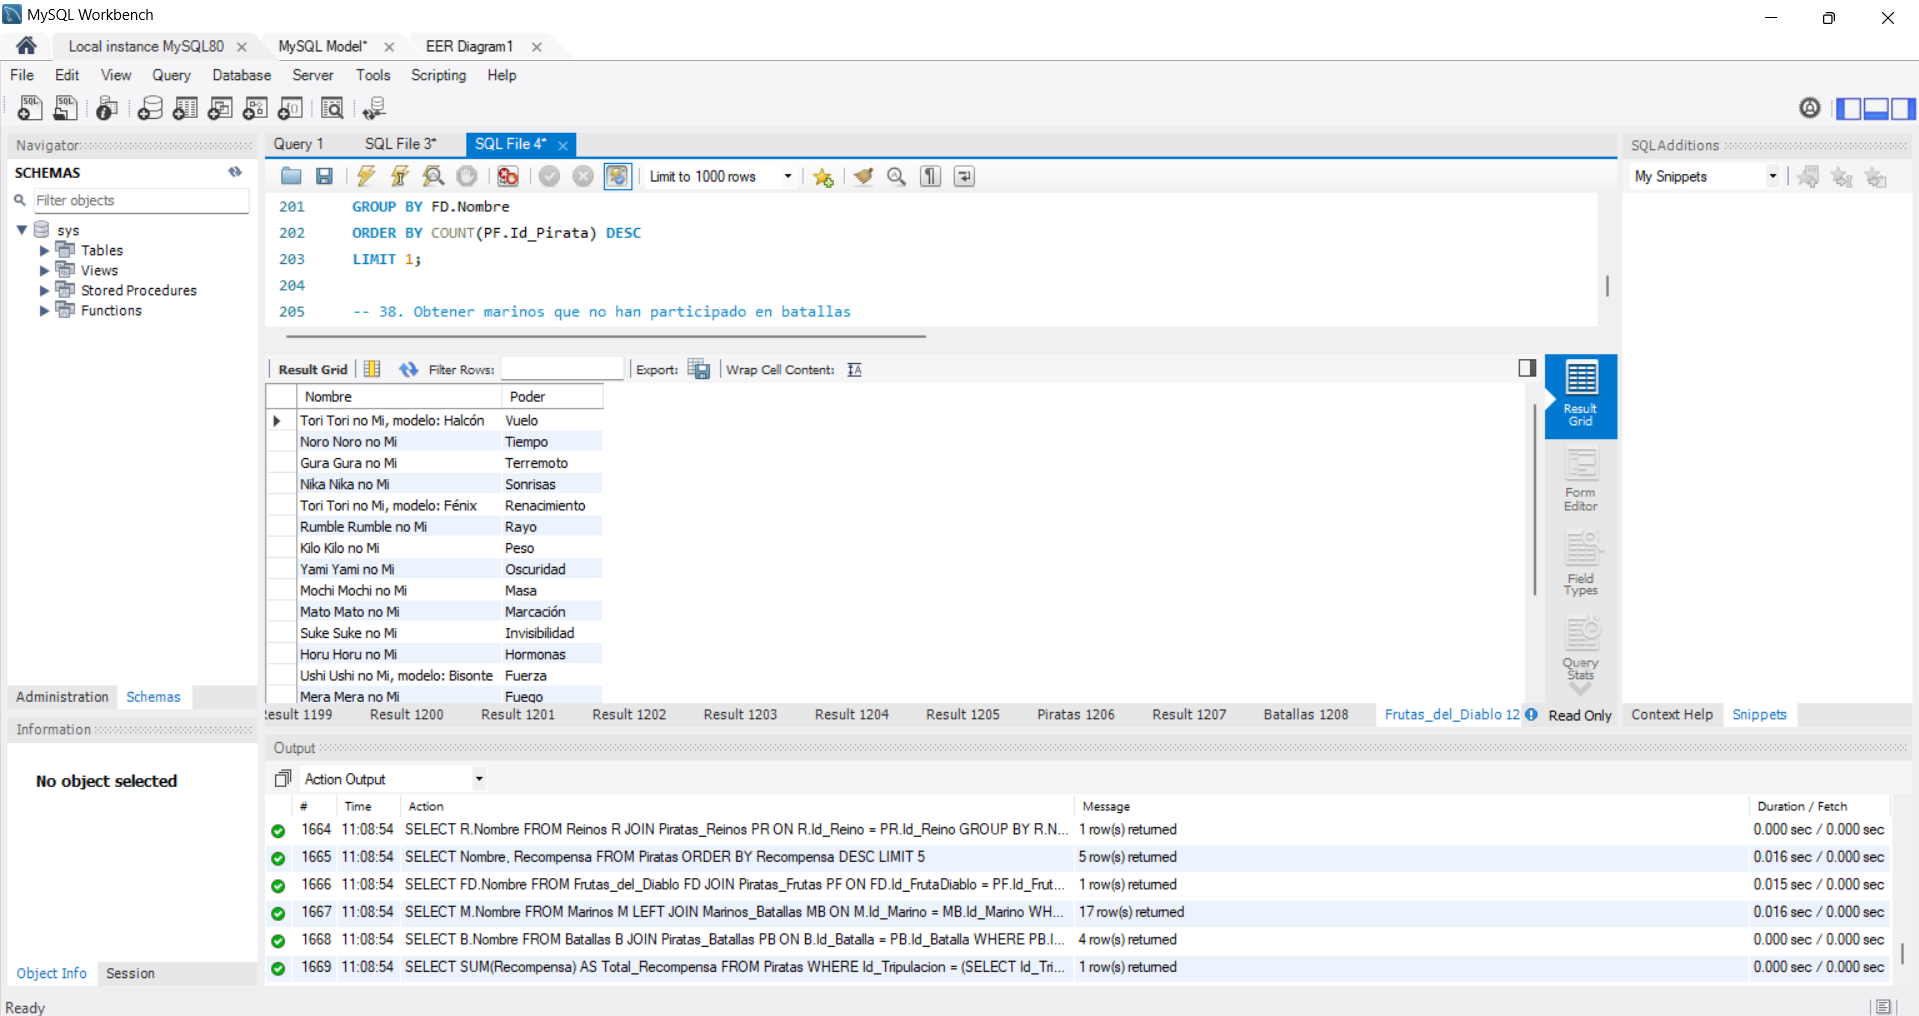 MySQL Workbench
Local instance MySQL80
MySQL Model*
EER Diagram1
File Edit View Query Database Server Tools Scripting Help
Navigator
SCHEMAS
Filter objects
sys
Tables
Views
Stored Procedures
Functions
Administration Schemas
Information
No object selected
Object Info Session
Ready
Query 1 SQL File 3* SQL File 4*
Limit to 1000 rows
201 GROUP BY FD.Nombre
202 ORDER BY COUNT(PF.Id_Pirata) DESC
203 LIMIT 1;
204
205 -- 38. Obtener marinos que no han participado en batallas
Result Grid Filter Rows: Export: Wrap Cell Content:
Nombre Poder
Tori Tori no Mi, modelo: Halcón Vuelo
Noro Noro no Mi Tiempo
Gura Gura no Mi Terremoto
Nika Nika no Mi Sonrisas
Tori Tori no Mi, modelo: Fénix Renacimiento
Rumble Rumble no Mi Rayo
Kilo Kilo no Mi Peso
Yami Yami no Mi Oscuridad
Mochi Mochi no Mi Masa
Mato Mato no Mi Marcación
Suke Suke no Mi Invisibilidad
Horu Horu no Mi Hormonas
Ushi Ushi no Mi, modelo: Bisonte Fuerza
Mera Mera no Mi Fuego
Result
Grid
Form
Editor
Field
Types
Query
Stats
esult 1199 Result 1200 Result 1201 Result 1202 Result 1203 Result 1204 Result 1205 Piratas 1206 Result 1207 Batallas 1208 Frutas_del_Diablo 12 Read Only
SQLAdditions
My Snippets
Context Help Snippets
Output
Action Output
# Time Action Message Duration / Fetch
1664 11:08:54 SELECT R.Nombre FROM Reinos R JOIN Piratas_Reinos PR ON R.Id_Reino = PR.Id_Reino GROUP BY R.N... 1 row(s) returned 0.000 sec / 0.000 sec
1665 11:08:54 SELECT Nombre, Recompensa FROM Piratas ORDER BY Recompensa DESC LIMIT 5 5 row(s) returned 0.016 sec / 0.000 sec
1666 11:08:54 SELECT FD.Nombre FROM Frutas_del_Diablo FD JOIN Piratas_Frutas PF ON FD.Id_FrutaDiablo = PF.Id_Frut... 1 row(s) returned 0.015 sec / 0.000 sec
1667 11:08:54 SELECT M.Nombre FROM Marinos M LEFT JOIN Marinos_Batallas MB ON M.Id_Marino = MB.Id_Marino WH... 17 row(s) returned 0.016 sec / 0.000 sec
1668 11:08:54 SELECT B.Nombre FROM Batallas B JOIN Piratas_Batallas PB ON B.Id_Batalla = PB.Id_Batalla WHERE PB.I... 4 row(s) returned 0.000 sec / 0.000 sec
1669 11:08:54 SELECT SUM(Recompensa) AS Total_Recompensa FROM Piratas WHERE Id_Tripulacion = (SELECT Id_Tri... 1 row(s) returned 0.000 sec / 0.000 sec